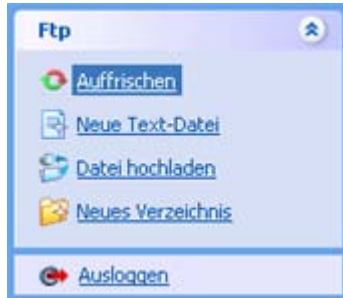 Ftp
Auffrischen
Neue Text-Datei
Datei hochladen
Neues Verzeichnis
Ausloggen